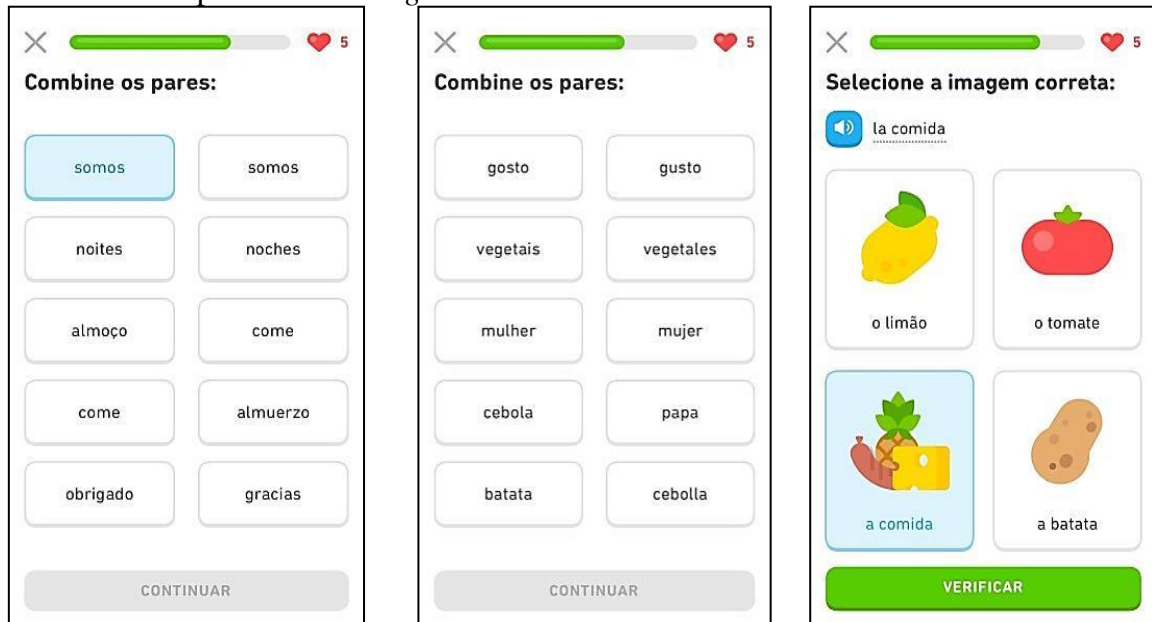 5
Combine os pares:
somos somos
noites noches
almoço come
come almuerzo
obrigado gracias
CONTINUAR
5
Combine os pares:
gosto gusto
vegetais vegetales
mulher mujer
cebola papa
batata cebolla
CONTINUAR
5
Selecione a imagem correta:
la comida
o limão o tomate
a comida a batata
VERIFICAR